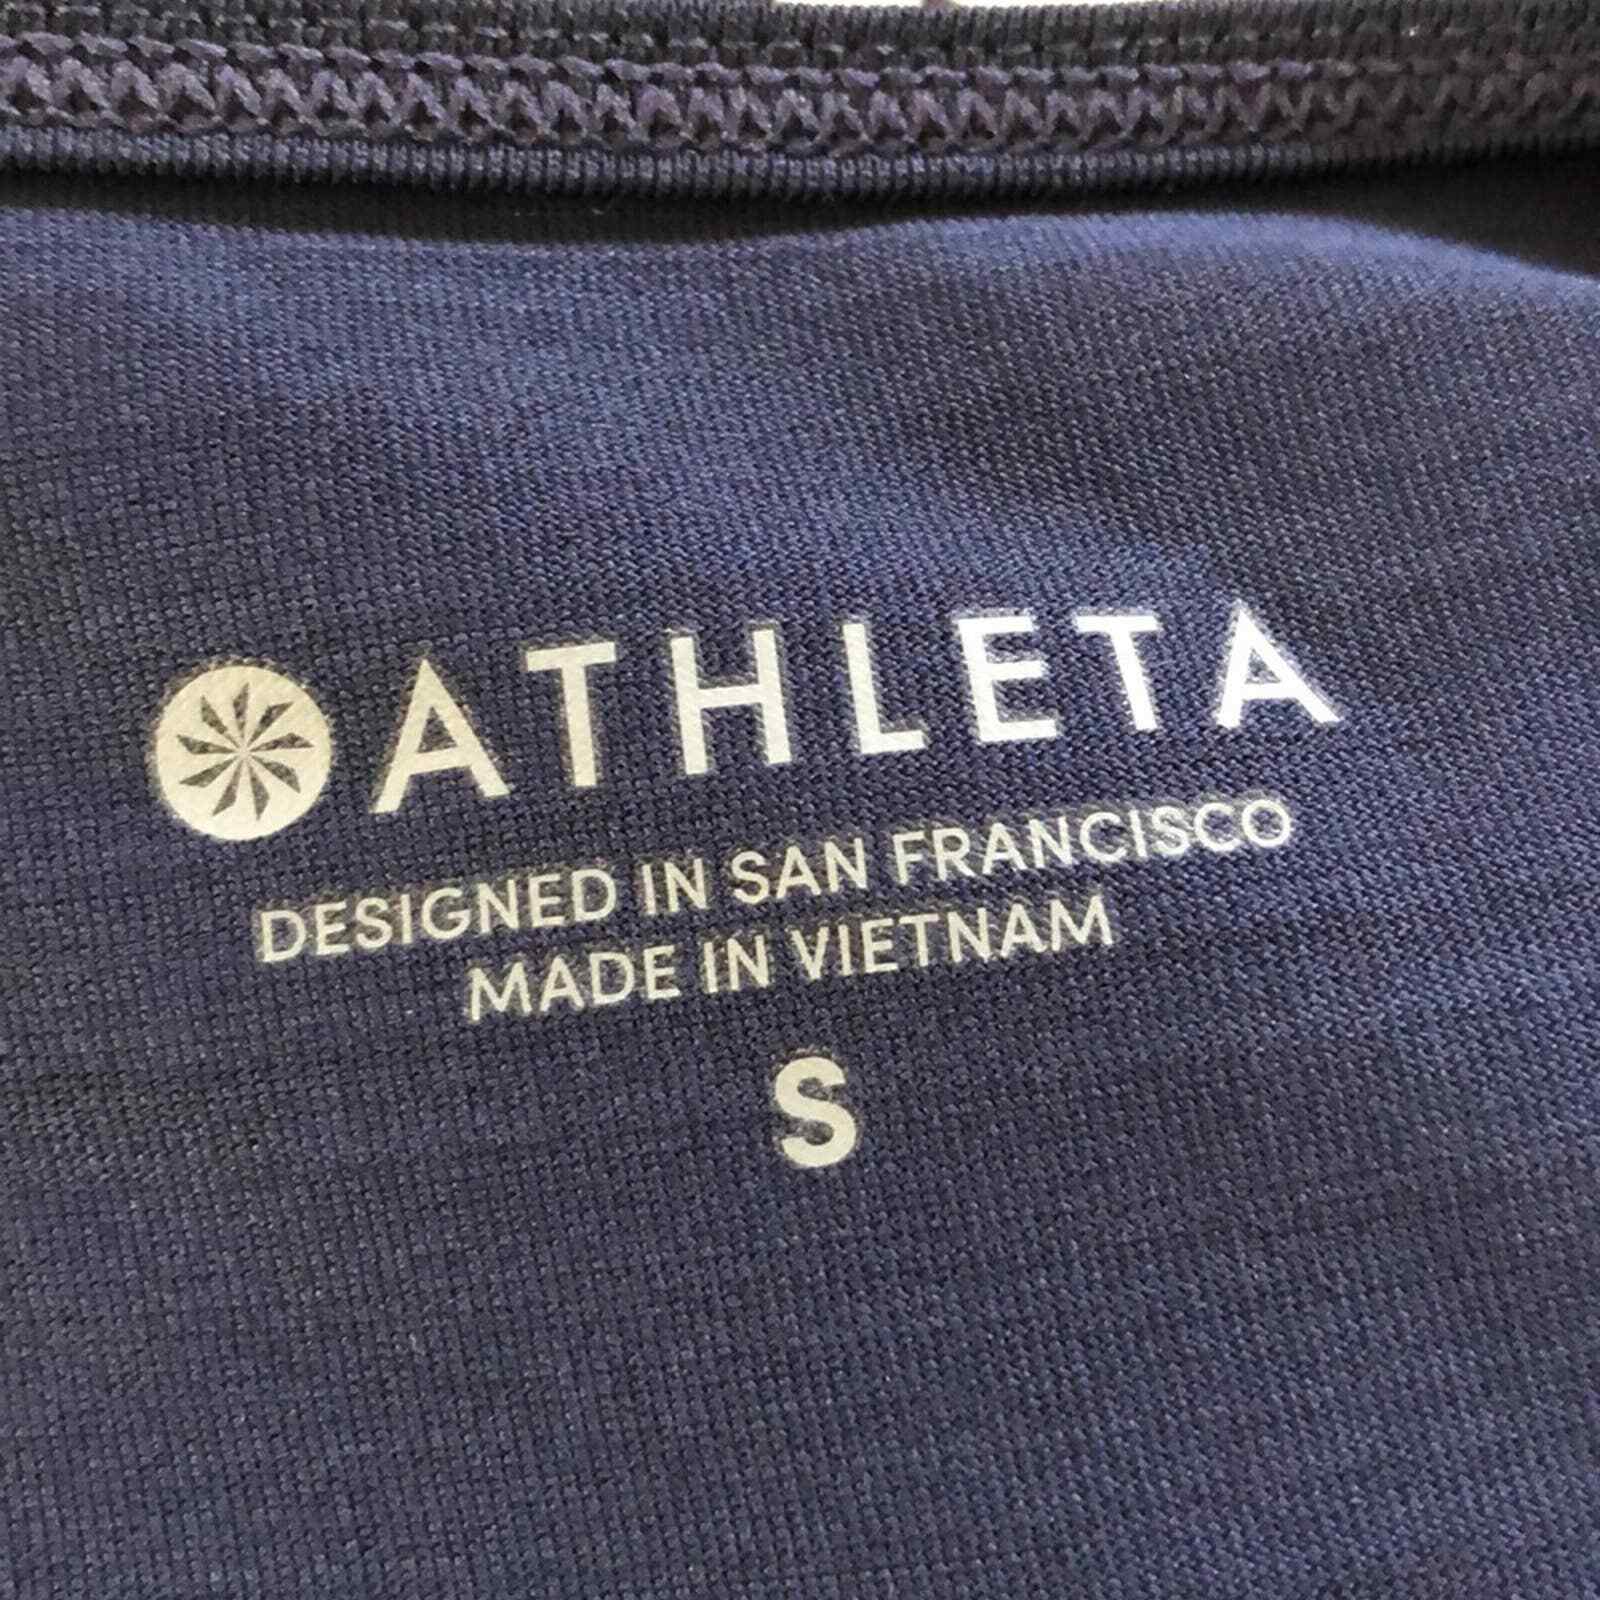 ATHLETA
DESIGNED IN SAN FRANCISCO
MADE IN VIETNAM
S